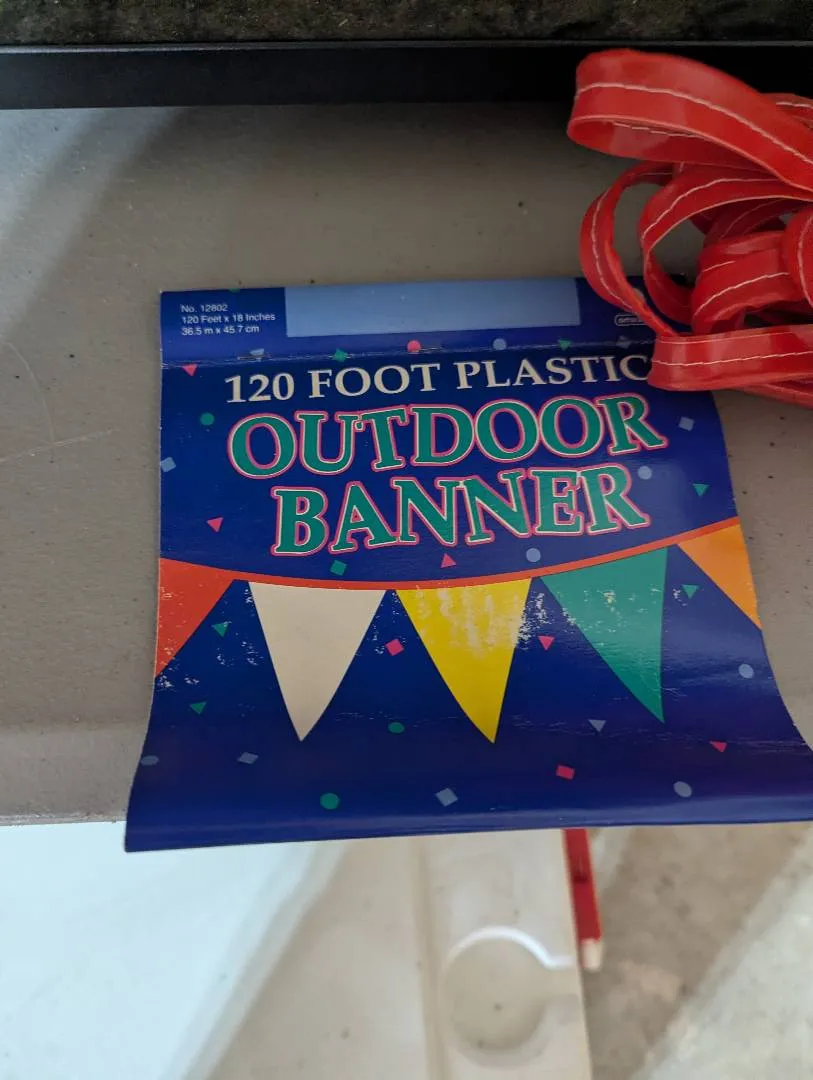 No. 12802
120 Feet x 18 Inches
36.5 m x 45.7 cm
120 FOOT PLASTIC
OUTDOOR
BANNER